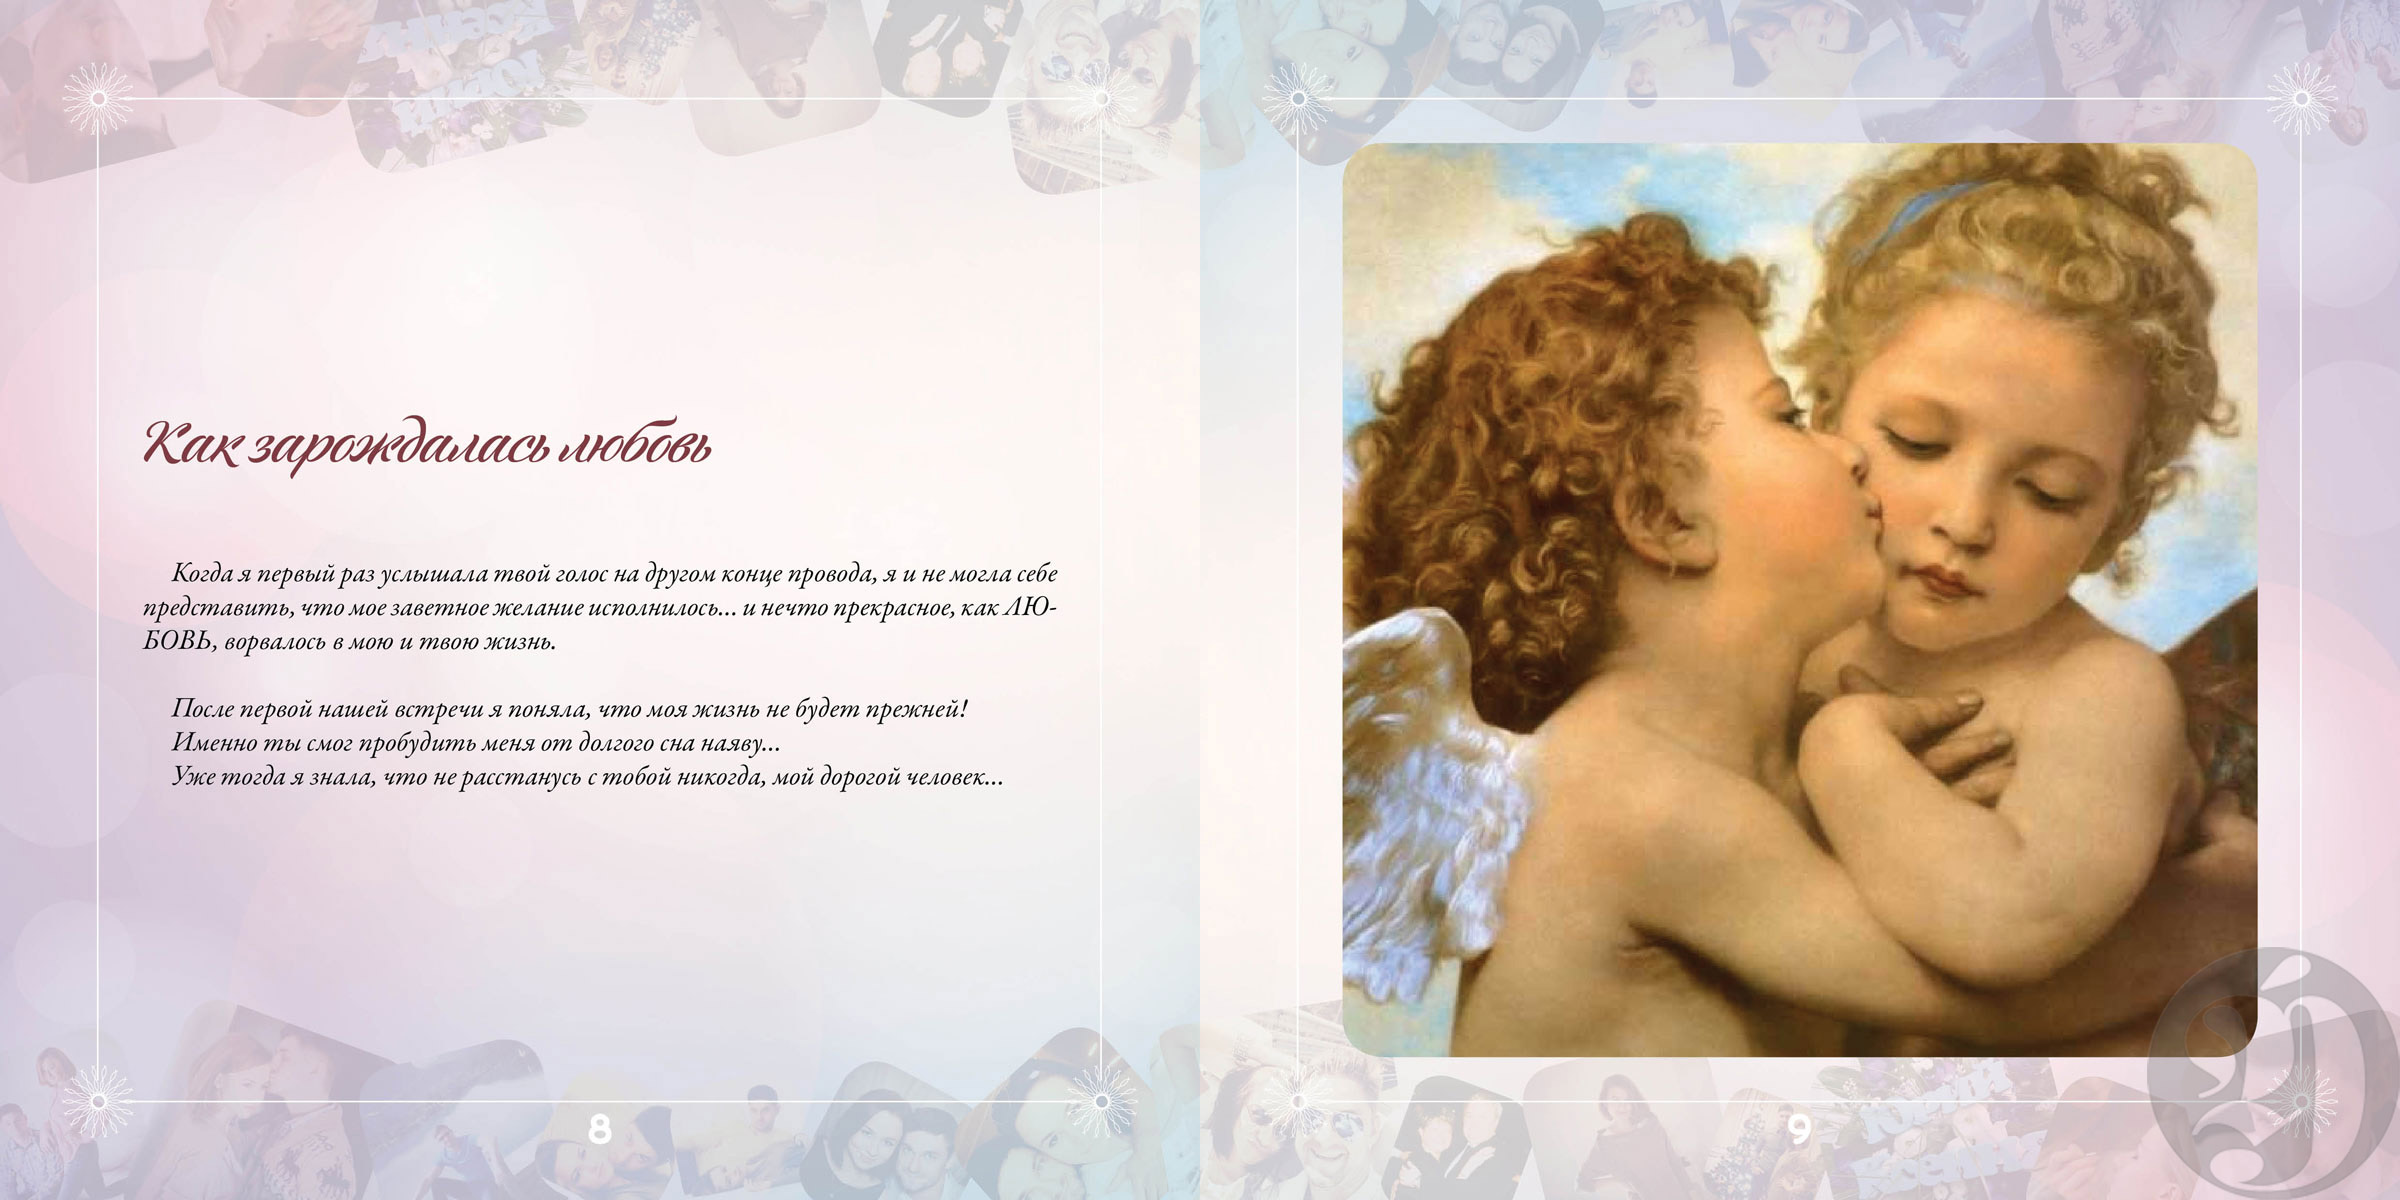 Как зарождалась любовь
Когда я первый раз услышала твой голос на другом конце провода, я и не могла себе
представить, что мое заветное желание исполнилось... и нечто прекрасное, как ЛЮ-
БОВЬ, ворвалось в мою и твою жизнь.
После первой нашей встречи я поняла, что моя жизнь не будет прежней!
Именно ты смог пробудить меня от долгого сна наяву...
Уже тогда я знала, что не расстанусь с тобой никогда, мой дорогой человек...
8
9